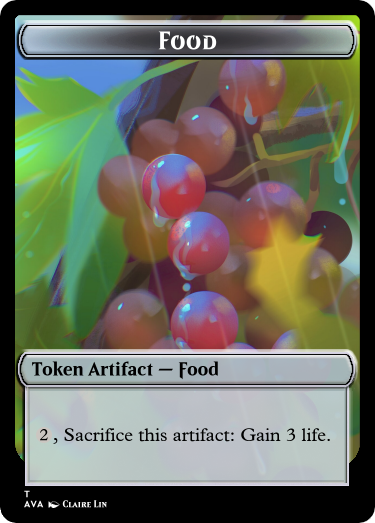 FOOD
Token Artifact — Food
2 , Sacrifice this artifact: Gain 3 life.
T
AVA CLAIRE LIN